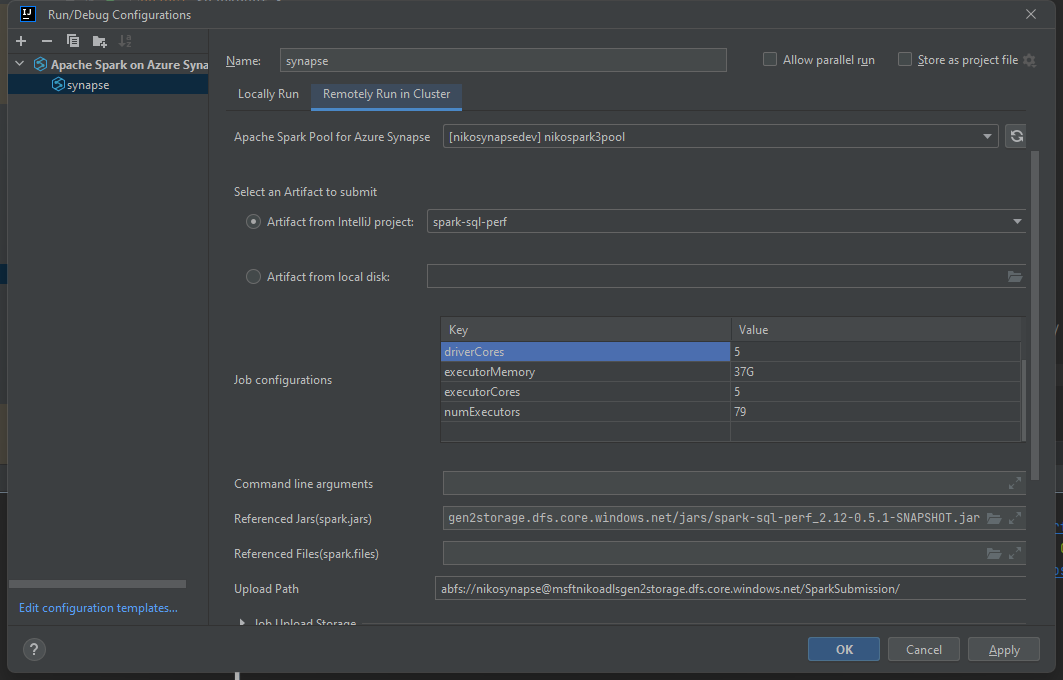 Run/Debug Configurations
Apache Spark on Azure Syna
synapse
Edit configuration templates...
Name: synapse
Allow parallel run
Store as project file
Locally Run
Remotely Run in Cluster
Apache Spark Pool for Azure Synapse [nikosynapsedev] nikospark3pool
Select an Artifact to submit
Artifact from IntelliJ project: spark-sql-perf
Artifact from local disk:
Job configurations
Key Value
driverCores 5
executorMemory 37G
executorCores 5
numExecutors 79
Command line arguments
Referenced Jars(spark.jars) gen2storage.dfs.core.windows.net/jars/spark-sql-perf_2.12-0.5.1-SNAPSHOT.jar
Referenced Files(spark.files)
Upload Path abfs://nikosynapse@msftnikoadlsgen2storage.dfs.core.windows.net/SparkSubmission/
Job Upload Storage
?
OK
Cancel
Apply